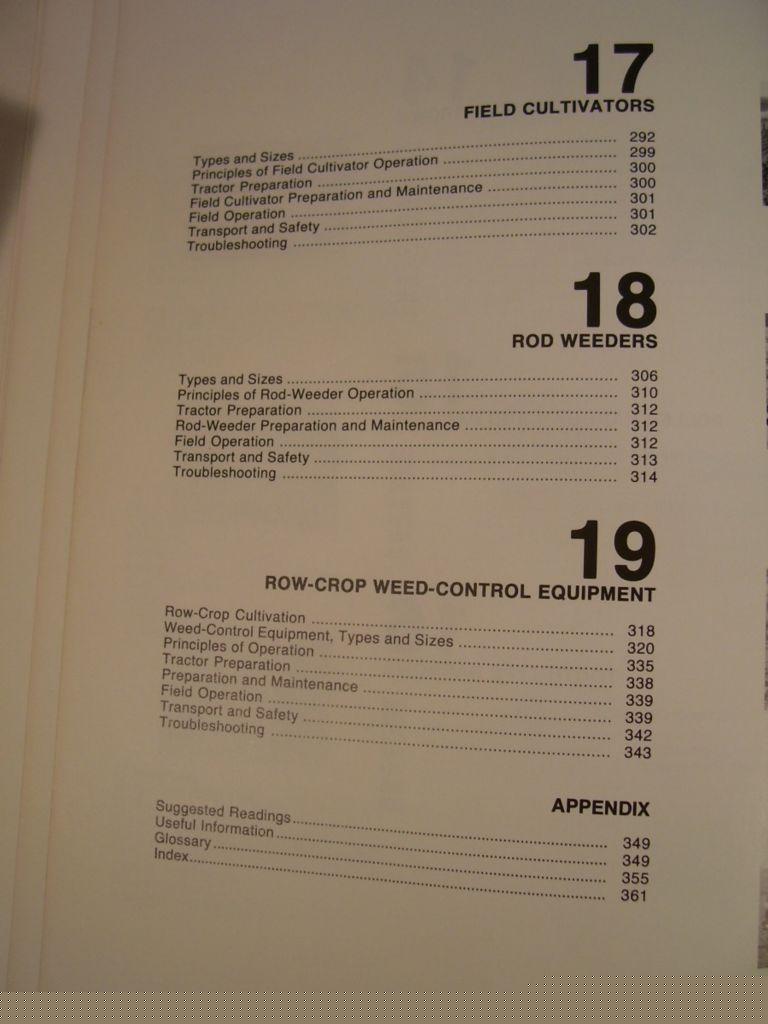 17
FIELD CULTIVATORS
Types and Sizes ........ 292
Principles of Field Cultivator Operation ........ 299
Tractor Preparation ........ 300
Field Cultivator Preparation and Maintenance ........ 300
Field Operation ........ 301
Transport and Safety ........ 301
Troubleshooting ........ 302
18
ROD WEEDERS
Types and Sizes ........ 306
Principles of Rod-Weeder Operation ........ 310
Tractor Preparation ........ 312
Rod-Weeder Preparation and Maintenance ........ 312
Field Operation ........ 312
Transport and Safety ........ 313
Troubleshooting ........ 314
19
ROW-CROP WEED-CONTROL EQUIPMENT
Row-Crop Cultivation ........ 318
Weed-Control Equipment, Types and Sizes ........ 320
Principles of Operation ........ 335
Tractor Preparation ........ 338
Preparation and Maintenance ........ 339
Field Operation ........ 339
Transport and Safety ........ 342
Troubleshooting ........ 343
APPENDIX
Suggested Readings ........ 349
Useful Information ........ 349
Glossary ........ 355
Index ........ 361